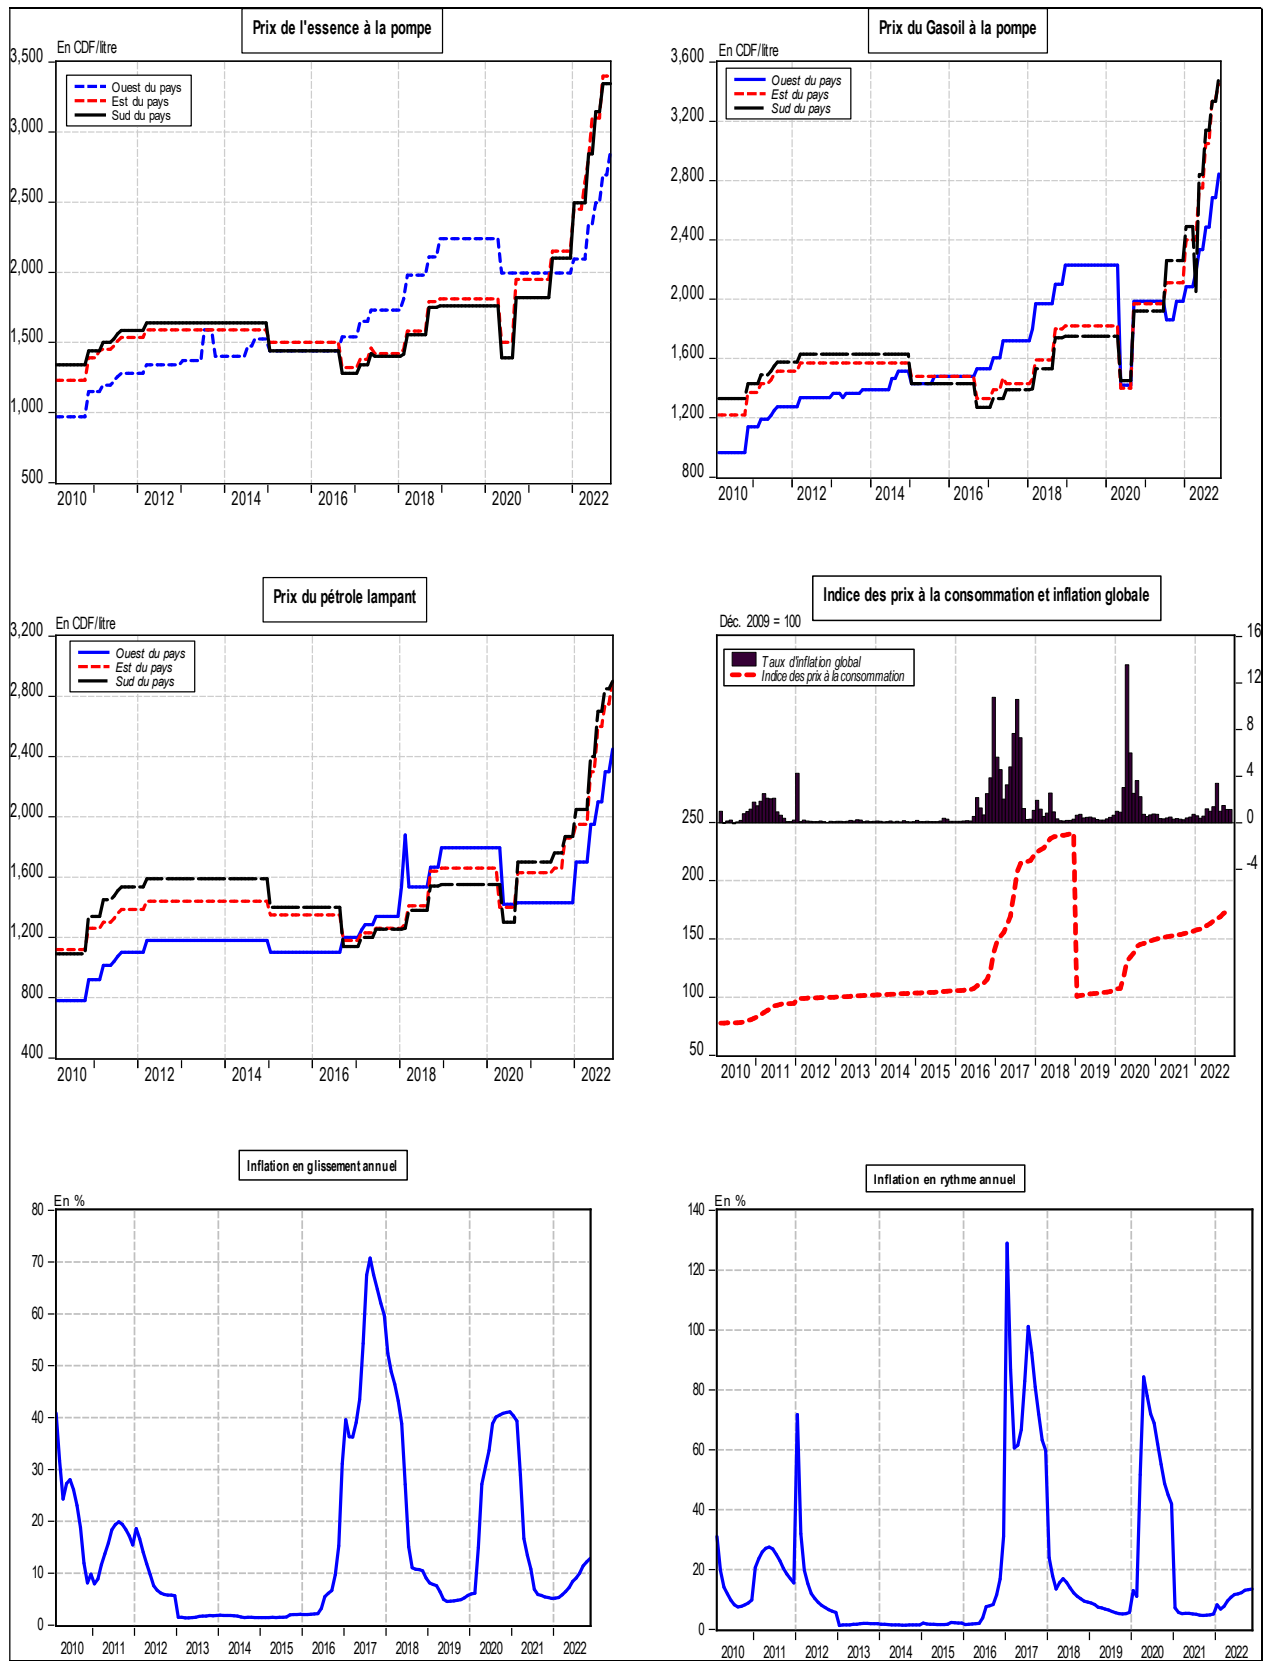 Prix de l'essence à la pompe
En CDF/litre
3,500
3,000
2,500
2,000
1,500
1,000
500
Ouest du pays
Est du pays
Sud du pays
2010 2012 2014 2016 2018 2020 2022
Prix du Gasoil à la pompe
En CDF/litre
3,600
3,200
2,800
2,400
2,000
1,600
1,200
800
Ouest du pays
Est du pays
Sud du pays
2010 2012 2014 2016 2018 2020 2022
Prix du pétrole lampant
En CDF/litre
3,200
2,800
2,400
2,000
1,600
1,200
800
400
Ouest du pays
Est du pays
Sud du pays
2010 2012 2014 2016 2018 2020 2022
Indice des prix à la consommation et inflation globale
Déc. 2009 = 100
Taux d'inflation global
Indice des prix à la consommation
16
12
8
4
0
-4
250
200
150
100
50
2010 2011 2012 2013 2014 2015 2016 2017 2018 2019 2020 2021 2022
Inflation en glissement annuel
En %
80
70
60
50
40
30
20
10
0
2010 2011 2012 2013 2014 2015 2016 2017 2018 2019 2020 2021 2022
Inflation en rythme annuel
En %
140
120
100
80
60
40
20
0
2010 2011 2012 2013 2014 2015 2016 2017 2018 2019 2020 2021 2022